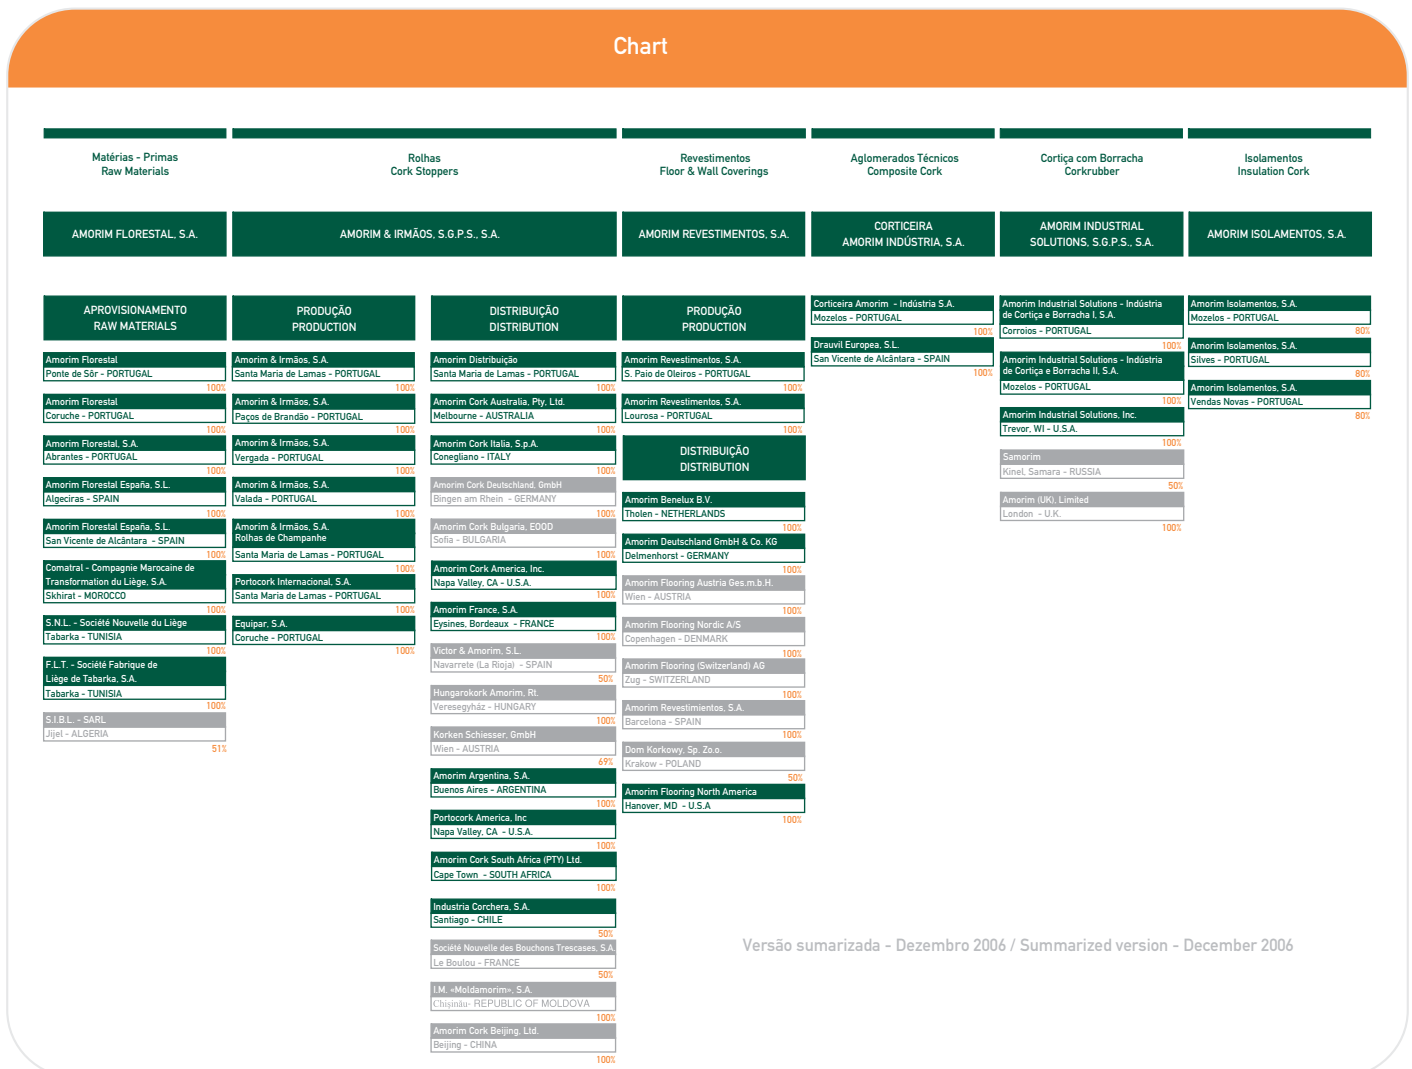 Chart
Matérias - Primas
Raw Materials
Rolhas
Cork Stoppers
Revestimentos
Floor & Wall Coverings
Aglomerados Técnicos
Composite Cork
Cortiça com Borracha
Corkrubber
Isolamentos
Insulation Cork
AMORIM FLORESTAL, S.A.
AMORIM & IRMÃOS, S.G.P.S., S.A.
AMORIM REVESTIMENTOS, S.A.
CORTICEIRA
AMORIM INDÚSTRIA, S.A.
AMORIM INDUSTRIAL
SOLUTIONS, S.G.P.S., S.A.
AMORIM ISOLAMENTOS, S.A.
APROVISIONAMENTO
RAW MATERIALS
Amorim Florestal
Ponte de Sôr - PORTUGAL
100%
Amorim Florestal
Coruche - PORTUGAL
100%
Amorim Florestal, S.A.
Abrantes - PORTUGAL
100%
Amorim Florestal España, S.L.
Algeciras - SPAIN
100%
Amorim Florestal España, S.L.
San Vicente de Alcântara - SPAIN
100%
Comatral - Compagnie Marocaine de
Transformation du Liège, S.A.
Skhirat - MOROCCO
100%
S.N.L. - Société Nouvelle du Liège
Tabarka - TUNISIA
100%
F.L.T. - Société Fabrique de
Liège de Tabarka, S.A.
Tabarka - TUNISIA
100%
S.I.B.L. - SARL
Jijel - ALGERIA
51%
PRODUÇÃO
PRODUCTION
Amorim & Irmãos, S.A.
Santa Maria de Lamas - PORTUGAL
100%
Amorim & Irmãos, S.A.
Paços de Brandão - PORTUGAL
100%
Amorim & Irmãos, S.A.
Vergada - PORTUGAL
100%
Amorim & Irmãos, S.A.
Valada - PORTUGAL
100%
Amorim & Irmãos, S.A.
Rolhas de Champanhe
Santa Maria de Lamas - PORTUGAL
100%
Portocork Internacional, S.A.
Santa Maria de Lamas - PORTUGAL
100%
Equipar, S.A.
Coruche - PORTUGAL
100%
DISTRIBUIÇÃO
DISTRIBUTION
Amorim Distribuição
Santa Maria de Lamas - PORTUGAL
100%
Amorim Cork Australia, Pty, Ltd.
Melbourne - AUSTRALIA
100%
Amorim Cork Italia, S.p.A.
Conegliano - ITALY
100%
Amorim Cork Deutschland, GmbH
Bingen am Rhein - GERMANY
100%
Amorim Cork Bulgaria, EOOD
Sofia - BULGARIA
100%
Amorim Cork America, Inc.
Napa Valley, CA - U.S.A.
100%
Amorim France, S.A.
Eysines, Bordeaux - FRANCE
100%
Victor & Amorim, S.L.
Navarrete (La Rioja) - SPAIN
50%
Hungarokork Amorim, Rt.
Veresegyház - HUNGARY
100%
Korken Schiesser, GmbH
Wien - AUSTRIA
69%
Amorim Argentina, S.A.
Buenos Aires - ARGENTINA
100%
Portocork America, Inc
Napa Valley, CA - U.S.A.
100%
Amorim Cork South Africa (PTY) Ltd.
Cape Town - SOUTH AFRICA
100%
Industria Corchera, S.A.
Santiago - CHILE
50%
Société Nouvelle des Bouchons Trescases, S.A.
Le Boulou - FRANCE
50%
I.M. «Moldamorim», S.A.
Chişinău- REPUBLIC OF MOLDOVA
100%
Amorim Cork Beijing, Ltd.
Beijing - CHINA
100%
PRODUÇÃO
PRODUCTION
Amorim Revestimentos, S.A.
S. Paio de Oleiros - PORTUGAL
100%
Amorim Revestimentos, S.A.
Lourosa - PORTUGAL
100%
DISTRIBUIÇÃO
DISTRIBUTION
Amorim Benelux B.V.
Tholen - NETHERLANDS
100%
Amorim Deutschland GmbH & Co. KG
Delmenhorst - GERMANY
100%
Amorim Flooring Austria Ges.m.b.H.
Wien - AUSTRIA
100%
Amorim Flooring Nordic A/S
Copenhagen - DENMARK
100%
Amorim Flooring (Switzerland) AG
Zug - SWITZERLAND
100%
Amorim Revestimientos, S.A.
Barcelona - SPAIN
100%
Dom Korkowy, Sp. Zo.o.
Krakow - POLAND
50%
Amorim Flooring North America
Hanover, MD - U.S.A
100%
Corticeira Amorim - Indústria S.A.
Mozelos - PORTUGAL
100%
Drauvil Europea, S.L.
San Vicente de Alcântara - SPAIN
100%
Amorim Industrial Solutions - Indústria
de Cortiça e Borracha I, S.A.
Corroios - PORTUGAL
100%
Amorim Industrial Solutions - Indústria
de Cortiça e Borracha II, S.A.
Mozelos - PORTUGAL
100%
Amorim Industrial Solutions, Inc.
Trevor, WI - U.S.A.
100%
Samorim
Kinel, Samara - RUSSIA
50%
Amorim (UK), Limited
London - U.K.
100%
Amorim Isolamentos, S.A.
Mozelos - PORTUGAL
80%
Amorim Isolamentos, S.A.
Silves - PORTUGAL
80%
Amorim Isolamentos, S.A.
Vendas Novas - PORTUGAL
80%
Versão sumarizada - Dezembro 2006 / Summarized version - December 2006